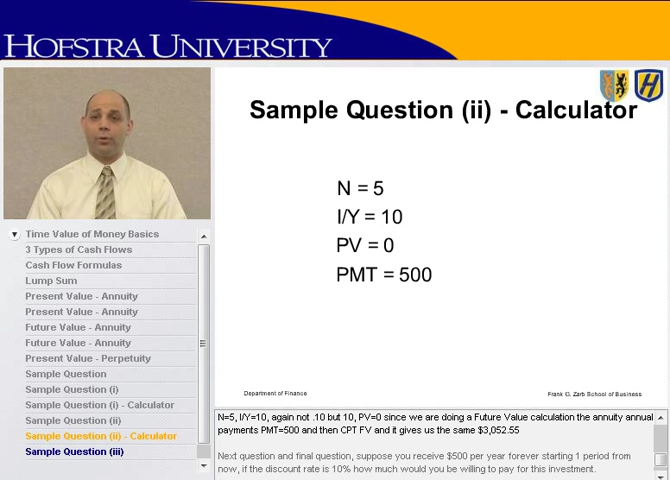 HOFSTRA UNIVERSITY
Sample Question (ii) - Calculator
N = 5
I/Y = 10
PV = 0
PMT = 500
Department of Finance
Frank G. Zarb School of Business
Time Value of Money Basics
3 Types of Cash Flows
Cash Flow Formulas
Lump Sum
Present Value - Annuity
Present Value - Annuity
Future Value - Annuity
Future Value - Annuity
Present Value - Perpetuity
Sample Question
Sample Question (i)
Sample Question (i) - Calculator
Sample Question (ii)
Sample Question (ii) - Calculator
Sample Question (iii)
N=5, I/Y=10, again not .10 but 10, PV=0 since we are doing a Future Value calculation the annuity annual
payments PMT=500 and then CPT FV and it gives us the same $3,052.55
Next question and final question, suppose you receive $500 per year forever starting 1 period from
now, if the discount rate is 10% how much would you be willing to pay for this investment.